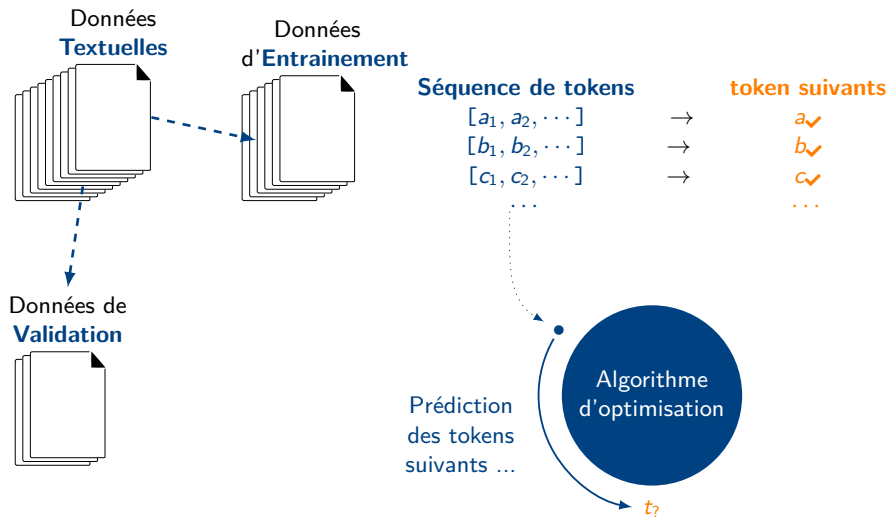 Données
Textuelles
Données
d'Entrainement
Séquence de tokens
token suivants
[a₁, a₂, · · · ] → a✓
[b₁, b₂, · · · ] → b✓
[c₁, c₂, · · · ] → c✓
. . .
. . .
Données de
Validation
Algorithme
d'optimisation
Prédiction
des tokens
suivants ...
t?